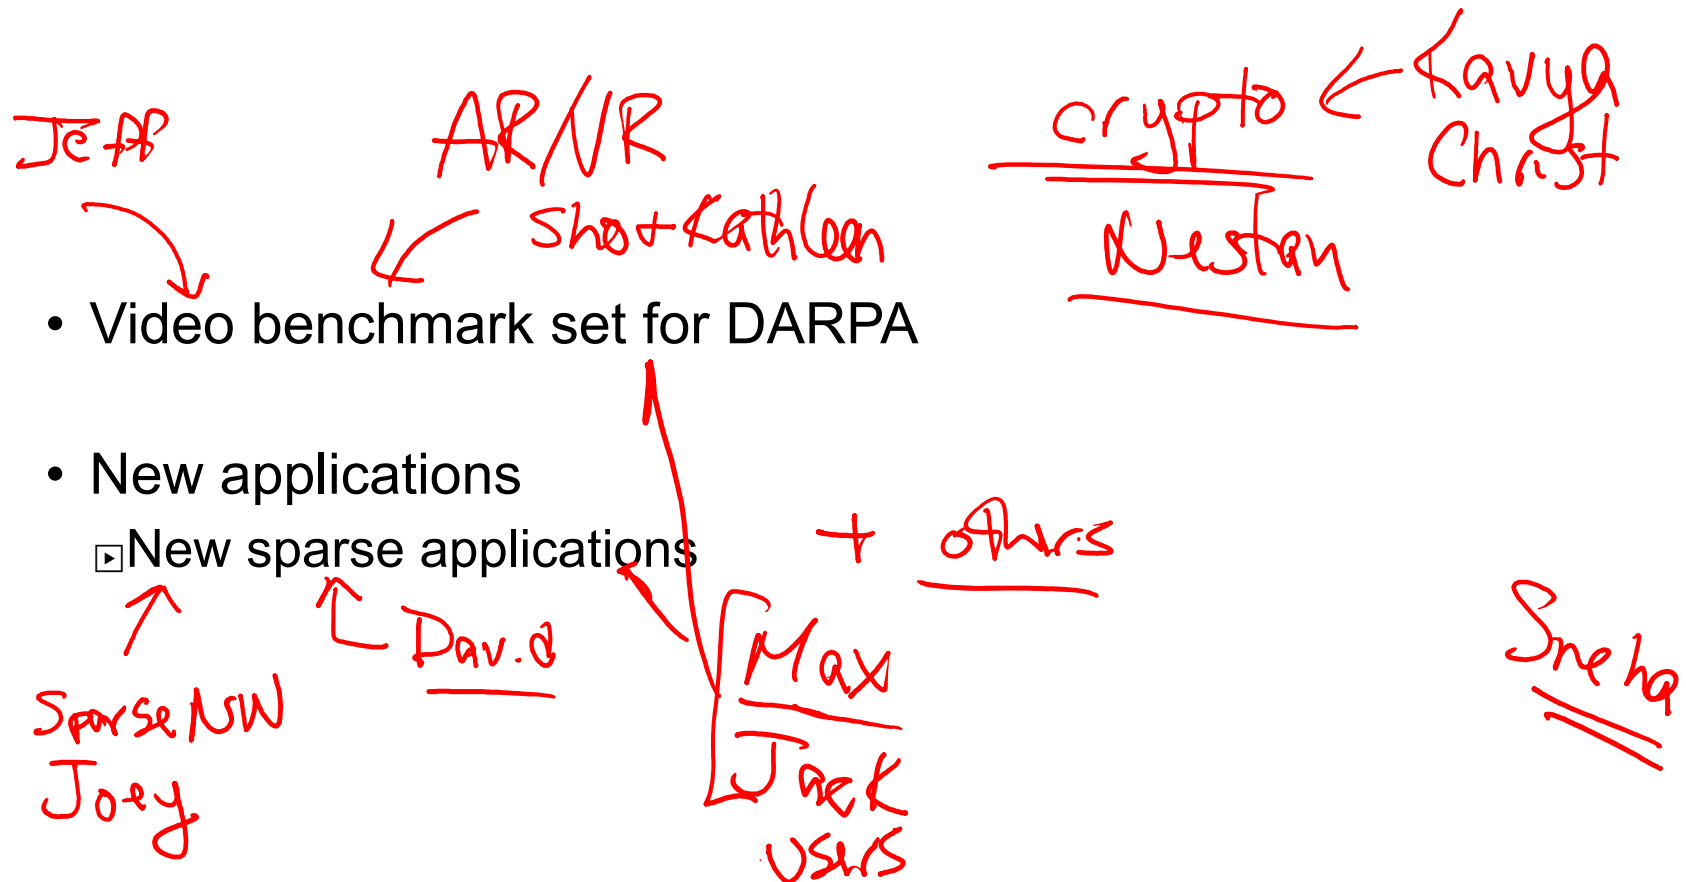 Jeff
AR/VR
Sho + Kathleen
crypto
Kavya
Christ
Nestan
• Video benchmark set for DARPA
• New applications
New sparse applications
+ others
David
Max
Jack
users
Sparse NN
Joey
Sneha